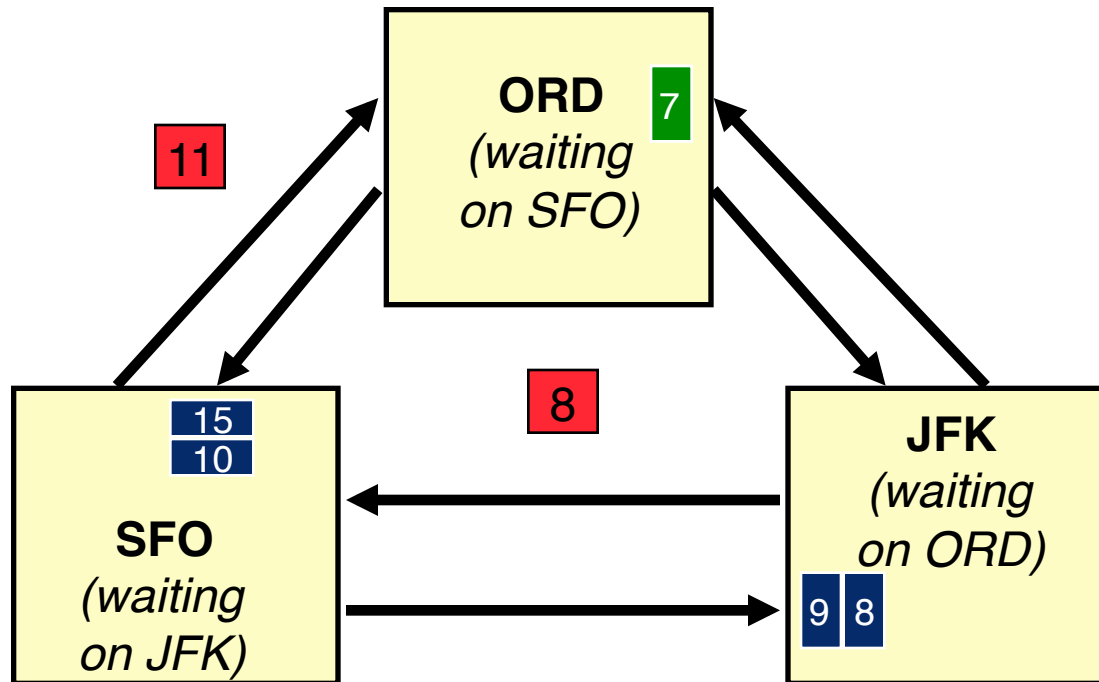 ORD
(waiting
on SFO)
7
11
8
15
10
SFO
(waiting
on JFK)
JFK
(waiting
on ORD)
9 8